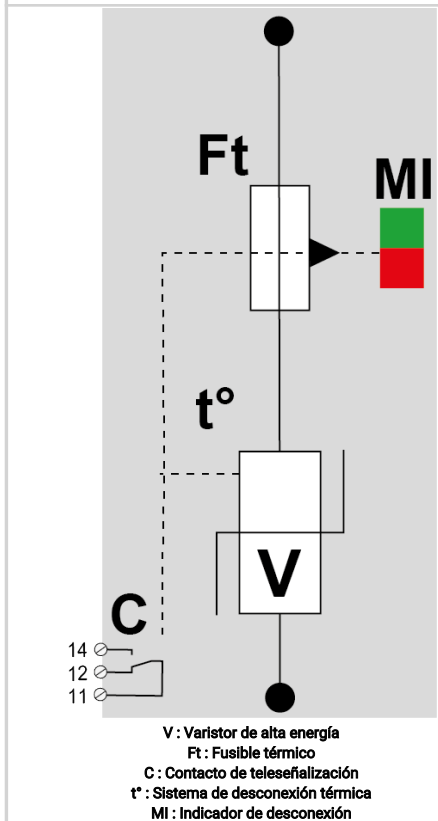 Ft
MI
t°
V
C
14
12
11
V : Varistor de alta energía
Ft : Fusible térmico
C : Contacto de teleseñalización
t° : Sistema de desconexión térmica
MI : Indicador de desconexión